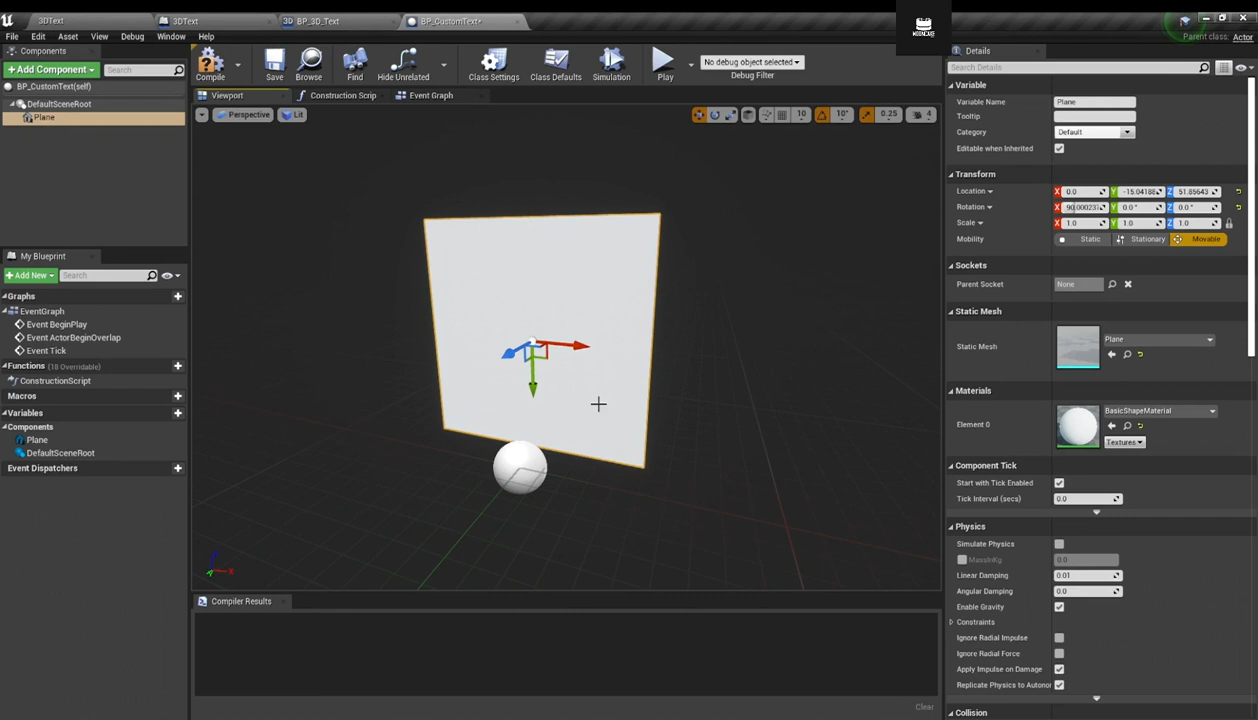 3DText
3DText
BP_3D_Text
BP_CustomText*
MOONJUMP
File Edit Asset View Debug Window Help
Parent class: Actor
Components
+Add Component
Search
BP_CustomText(self)
DefaultSceneRoot
Plane
My Blueprint
+Add New
Search
Graphs
EventGraph
Event BeginPlay
Event ActorBeginOverlap
Event Tick
Functions (18 Overridable)
ConstructionScript
Macros
Variables
Components
Plane
DefaultSceneRoot
Event Dispatchers
Compile
Save
Browse
Find
Hide Unrelated
Class Settings
Class Defaults
Simulation
Play
No debug object selected
Debug Filter
Viewport
Construction Scrip
Event Graph
Perspective
Lit
10
10°
0.25
4
X
Compiler Results
Clear
Details
Search Details
Variable
Variable Name Plane
Tooltip
Category Default
Editable when Inherited
Transform
Location X 0.0 Y -15.04188 Z 51.85643
Rotation X 90.000237 Y 0.0 ° Z 0.0 °
Scale X 1.0 Y 1.0 Z 1.0
Mobility Static Stationary Movable
Sockets
Parent Socket None
Static Mesh
Static Mesh Plane
Materials
Element 0 BasicShapeMaterial
Textures
Component Tick
Start with Tick Enabled
Tick Interval (secs) 0.0
Physics
Simulate Physics
MassInKg 0.0
Linear Damping 0.01
Angular Damping 0.0
Enable Gravity
Constraints
Ignore Radial Impulse
Ignore Radial Force
Apply Impulse on Damage
Replicate Physics to Autonor
Collision